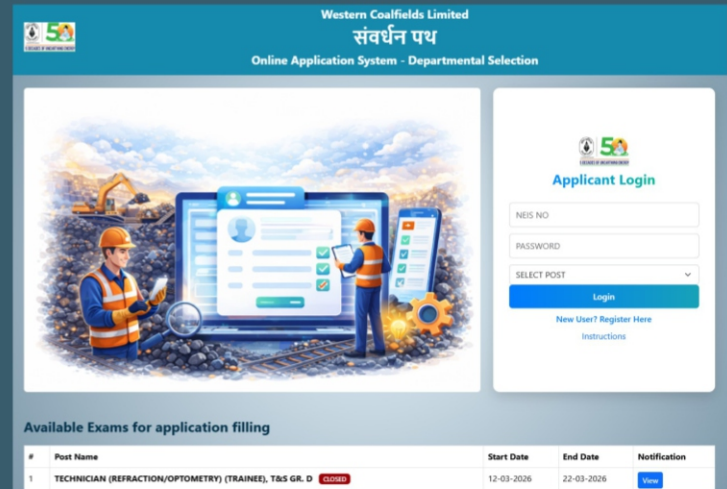 Western Coalfields Limited
संवर्धन पथ
Online Application System - Departmental Selection
Applicant Login
NEIS NO
PASSWORD
SELECT POST
Login
New User? Register Here
Instructions
Available Exams for application filling
# Post Name Start Date End Date Notification
1 TECHNICIAN (REFRACTION/OPTOMETRY) (TRAINEE), T&S GR. D CLOSED 12-03-2026 22-03-2026 View